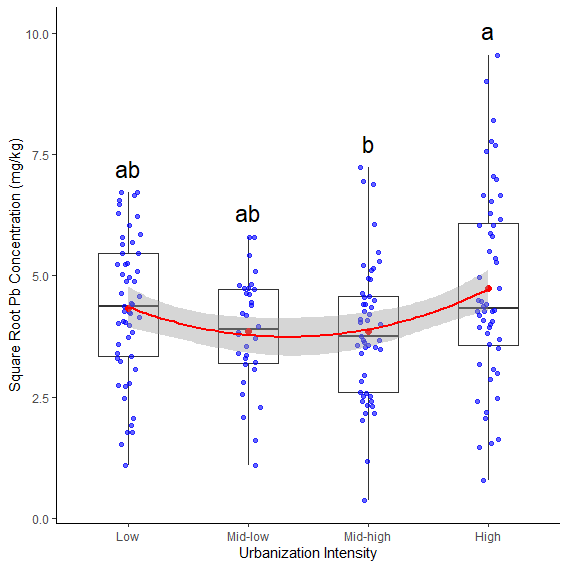 a
b
ab
ab
10.0
7.5
5.0
2.5
0.0
Square Root Pb Concentration (mg/kg)
Low Mid-low Mid-high High
Urbanization Intensity